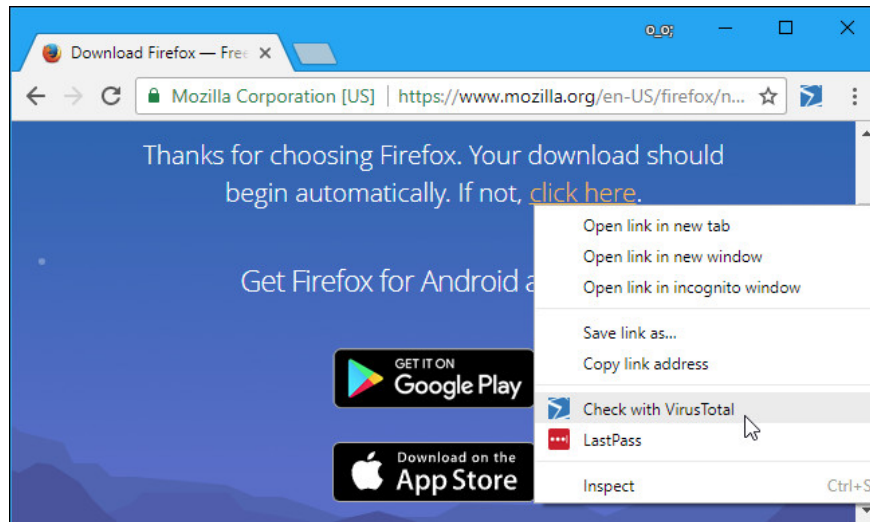 o_o;
Download Firefox — Free
Mozilla Corporation [US] | https://www.mozilla.org/en-US/firefox/n...
Thanks for choosing Firefox. Your download should
begin automatically. If not, click here.
Open link in new tab
Open link in new window
Get Firefox for Android a
Open link in incognito window
Save link as...
GET IT ON
Google Play
Copy link address
Check with VirusTotal
LastPass
Download on the
App Store
Inspect Ctrl+S